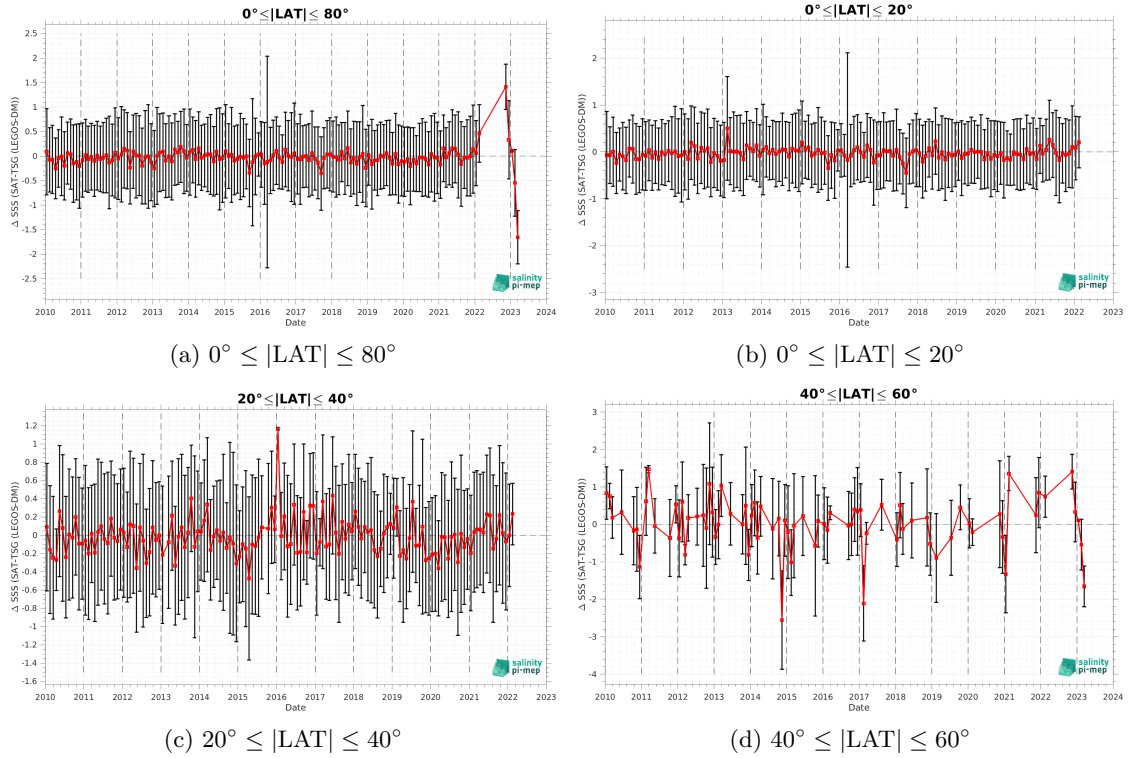 0°≤|LAT|≤ 80°
Δ SSS (SAT-TSG (LEGOS-DM))
2.5
2
1.5
1
0.5
0
-0.5
-1
-1.5
-2
-2.5
2010 2011 2012 2013 2014 2015 2016 2017 2018 2019 2020 2021 2022 2023 2024
Date
salinity
pi-mep
(a) 0° ≤ |LAT| ≤ 80°
0°≤|LAT|≤ 20°
Δ SSS (SAT-TSG (LEGOS-DM))
2
1
0
-1
-2
-3
2010 2011 2012 2013 2014 2015 2016 2017 2018 2019 2020 2021 2022 2023
Date
salinity
pi-mep
(b) 0° ≤ |LAT| ≤ 20°
20°≤|LAT|≤ 40°
Δ SSS (SAT-TSG (LEGOS-DM))
1.2
1
0.8
0.6
0.4
0.2
0
-0.2
-0.4
-0.6
-0.8
-1
-1.2
-1.4
-1.6
2010 2011 2012 2013 2014 2015 2016 2017 2018 2019 2020 2021 2022 2023
Date
salinity
pi-mep
(c) 20° ≤ |LAT| ≤ 40°
40°≤|LAT|≤ 60°
Δ SSS (SAT-TSG (LEGOS-DM))
3
2
1
0
-1
-2
-3
-4
2010 2011 2012 2013 2014 2015 2016 2017 2018 2019 2020 2021 2022 2023 2024
Date
salinity
pi-mep
(d) 40° ≤ |LAT| ≤ 60°